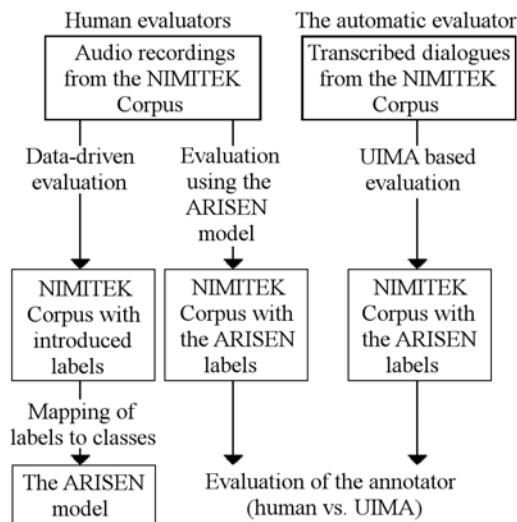 Human evaluators
The automatic evaluator
Audio recordings
from the NIMITEK
Corpus
Transcribed dialogues
from the NIMITEK
Corpus
Data-driven
evaluation
Evaluation
using the
ARISEN
model
UIMA based
evaluation
NIMITEK
Corpus with
introduced
labels
NIMITEK
Corpus with
the ARISEN
labels
NIMITEK
Corpus with
the ARISEN
labels
Mapping of
labels to classes
The ARISEN
model
Evaluation of the annotator
(human vs. UIMA)